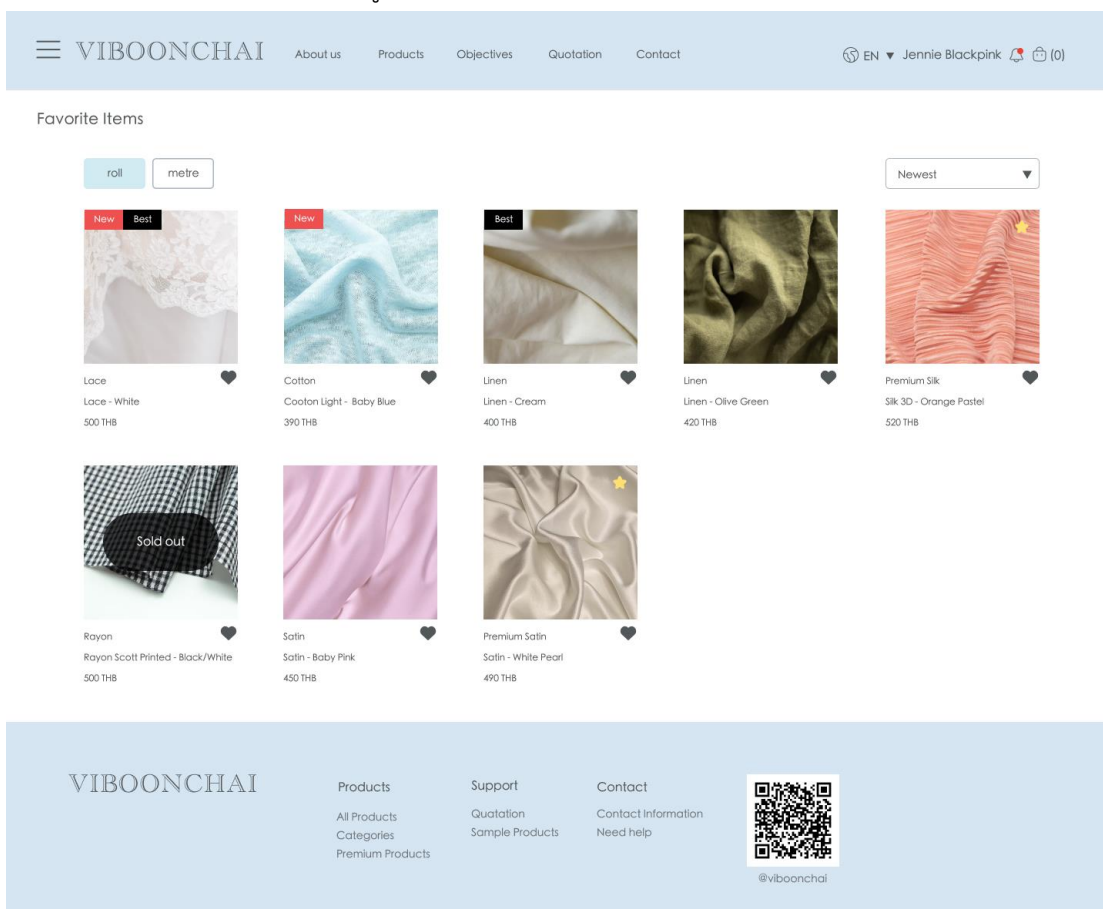 VIBOONCHAI About us Products Objectives Quotation Contact EN ▼ Jennie Blackpink (0)
Favorite Items
roll metre Newest ▼
New Best New Best
Lace Cotton Linen Linen Premium Silk
Lace - White Cooton Light - Baby Blue Linen - Cream Linen - Olive Green Silk 3D - Orange Pastel
500 THB 390 THB 400 THB 420 THB 520 THB
Sold out
Rayon Satin Premium Satin
Rayon Scott Printed - Black/White Satin - Baby Pink Satin - White Pearl
500 THB 450 THB 490 THB
VIBOONCHAI Products Support Contact
All Products Quatation Contact Information
Categories Sample Products Need help
Premium Products
@viboonchai